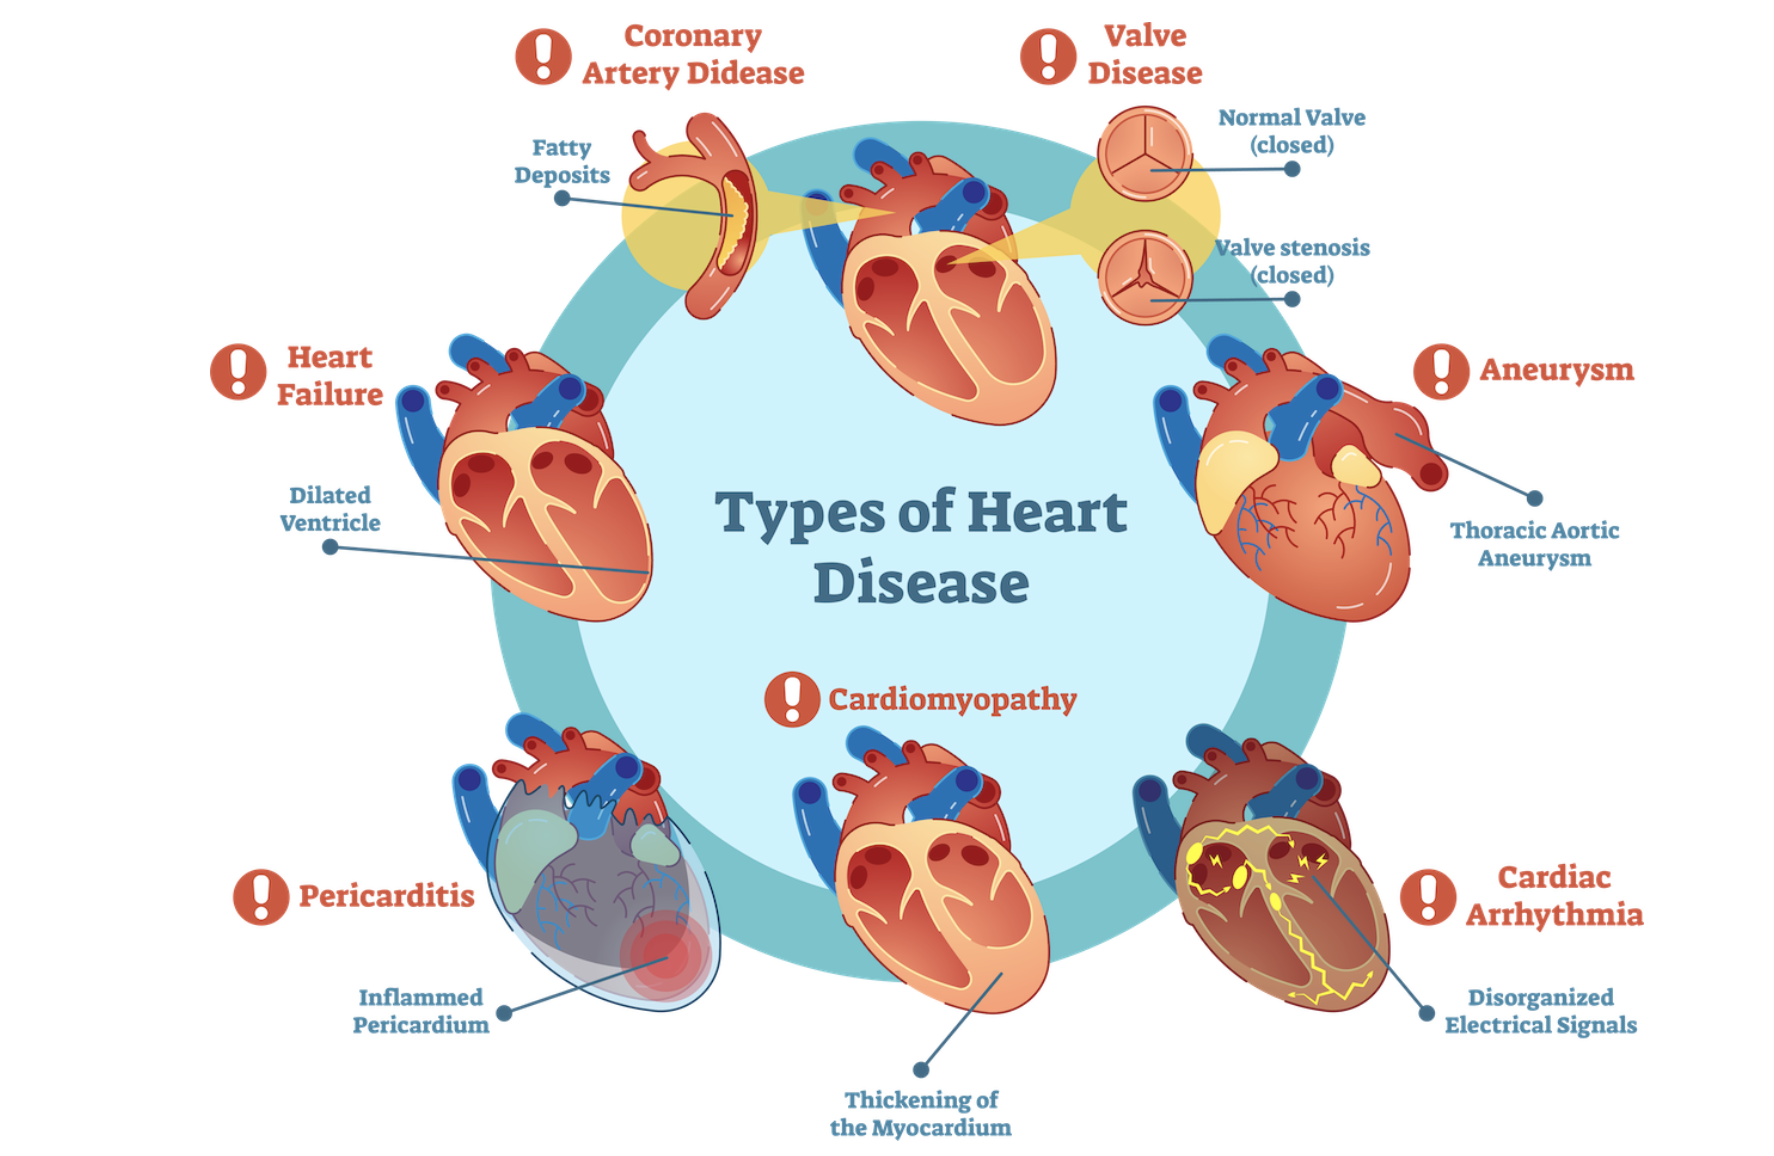 Coronary
Artery Didease
Valve
Disease
Fatty
Deposits
Normal Valve
(closed)
Valve stenosis
(closed)
Heart
Failure
Aneurysm
Dilated
Ventricle
Types of Heart
Disease
Thoracic Aortic
Aneurysm
Cardiomyopathy
Pericarditis
Cardiac
Arrhythmia
Inflammed
Pericardium
Disorganized
Electrical Signals
Thickening of
the Myocardium